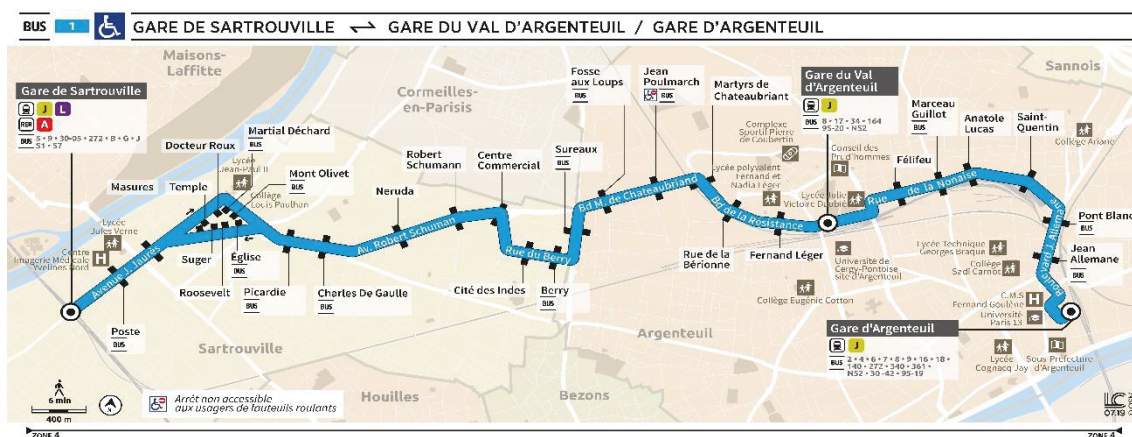 BUS 1 GARE DE SARTROUVILLE GARE DU VAL D'ARGENTEUIL / GARE D'ARGENTEUIL
Maisons-
Laffitte
Cormeilles-
en-Parisis
Sannois
Gare de Sartrouville
J L
RER A
BUS 5 • 9 • 30-05 • 272 • B • G • J
S1 • S7
Masures
Temple
Docteur Roux
Martial Déchard
BUS
Mont Olivet
BUS
Lycée
Jean-Paul II
Collège
Louis Paulhan
Lycée
Jules Verne
Centre
Imagerie Médicale
Yvelines Nord
H
Avenue J. Jaurès
Poste
BUS
Suger
Roosevelt
Église
BUS
Picardie
BUS
Charles De Gaulle
BUS
Neruda
Av. Robert Schuman
Robert
Schumann
Centre
Commercial
Rue du Berry
Cité des Indes
Berry
BUS
Sureaux
BUS
Fosse
aux Loups
BUS
Jean
Poulmarch
BUS
Bd M. de Chateaubriand
Martyrs de
Chateaubriant
Complexe
Sportif Pierre
de Coubertin
Lycée polyvalent
Fernand et
Nadia Léger
Bd de la Résistance
Rue de la
Bérionne
Fernand Léger
Gare du Val
d'Argenteuil
J
BUS 8 • 17 • 34 • 164
95-20 • N52
Conseil des
Prud'hommes
Lycée Julie
Victoire Daubié
Université de
Cergy-Pontoise
site d'Argenteuil
Collège Eugénie Cotton
Félifeu
Rue de la Nonaise
Marceau
Guillot
BUS
Anatole
Lucas
Saint-
Quentin
Collège Ariane
Pont Blanc
BUS
Jean
Allemane
BUS
Boulevard J. Allemane
Lycée Technique
Georges Braque
Collège
Sadi Carnot
C.M.S
Fernand Goulène
H
Université
Paris 13
Lycée
Cognacq Jay
Sous Préfecture
d'Argenteuil
Gare d'Argenteuil
J
BUS 2 • 4 • 6 • 7 • 8 • 9 • 16 • 18 •
140 • 272 • 340 • 361 •
N52 • 30-42 • 95-19
Sartrouville
Houilles
Bezons
Argenteuil
6 min
400 m
Arrêt non accessible
aux usagers de fauteuils roulants
LC
07.19
ZONE 4
ZONE 4